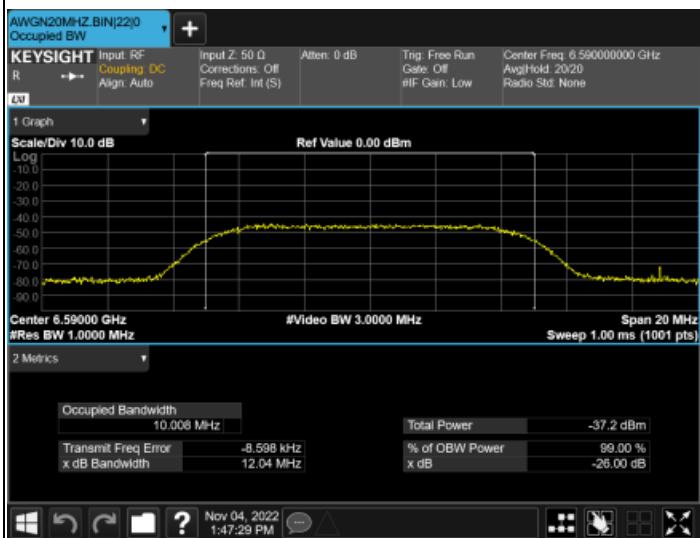 AWGN20MHZ.BIN|22|0
Occupied BW
KEYSIGHT
R
LXI
Input: RF
Coupling: DC
Align: Auto
Input Z: 50 Ω
Corrections: Off
Freq Ref: Int (S)
Atten: 0 dB
Trig: Free Run
Gate: Off
#IF Gain: Low
Center Freq: 6.590000000 GHz
Avg|Hold: 20/20
Radio Std: None
1 Graph
Scale/Div 10.0 dB
Ref Value 0.00 dBm
Log
-10.0
-20.0
-30.0
-40.0
-50.0
-60.0
-70.0
-80.0
-90.0
Center 6.59000 GHz
#Video BW 3.0000 MHz
Span 20 MHz
#Res BW 1.0000 MHz
Sweep 1.00 ms (1001 pts)
2 Metrics
Occupied Bandwidth
10.008 MHz
Total Power -37.2 dBm
Transmit Freq Error -8.598 kHz
% of OBW Power 99.00 %
x dB Bandwidth 12.04 MHz
x dB -26.00 dB
?
Nov 04, 2022
1:47:29 PM